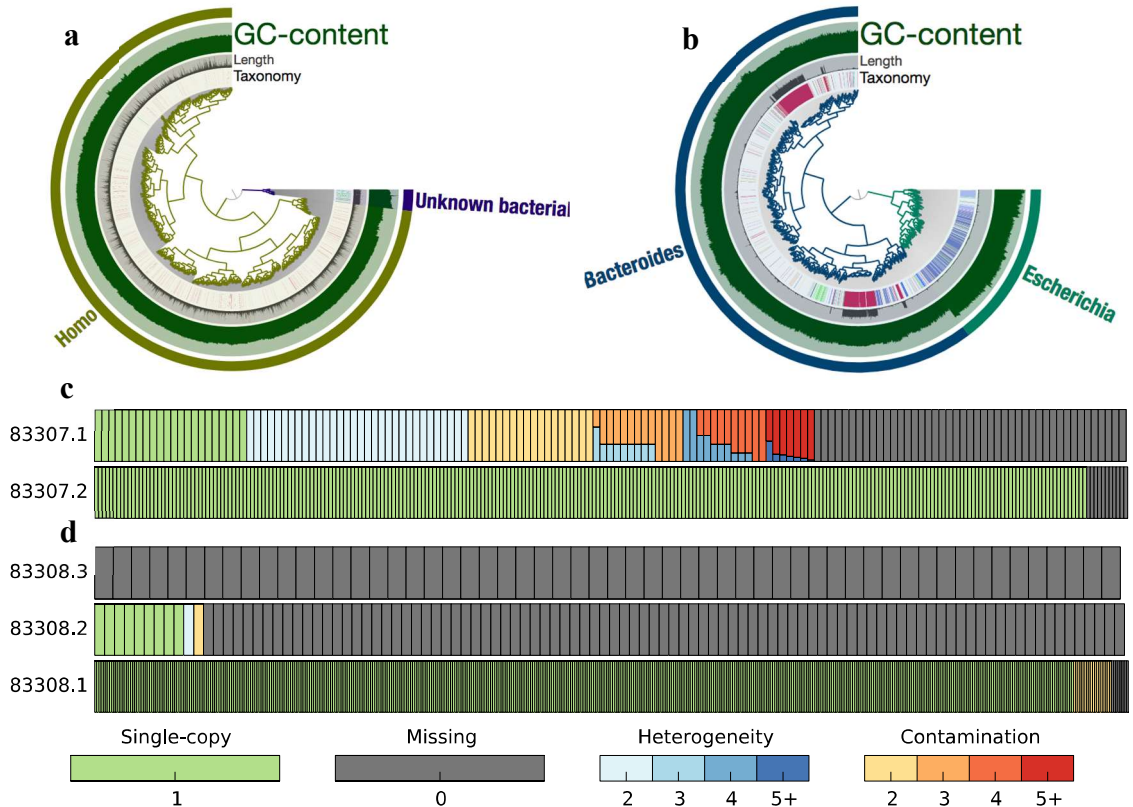 a
GC-content
Length
Taxonomy
Unknown bacterial
Homo
b
GC-content
Length
Taxonomy
Bacteroides
Escherichia
c
83307.1
83307.2
d
83308.3
83308.2
83308.1
Single-copy
Missing
Heterogeneity
Contamination
1
0
2 3 4 5+
2 3 4 5+